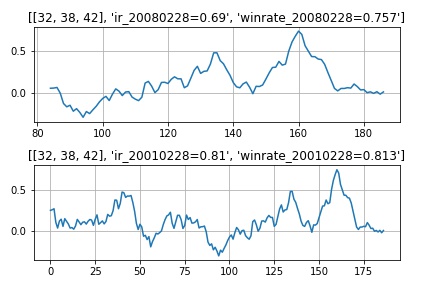 [[32, 38, 42], 'ir_20080228=0.69', 'winrate_20080228=0.757']
0.5
0.0
80 100 120 140 160 180
[[32, 38, 42], 'ir_20010228=0.81', 'winrate_20010228=0.813']
0.5
0.0
0 25 50 75 100 125 150 175